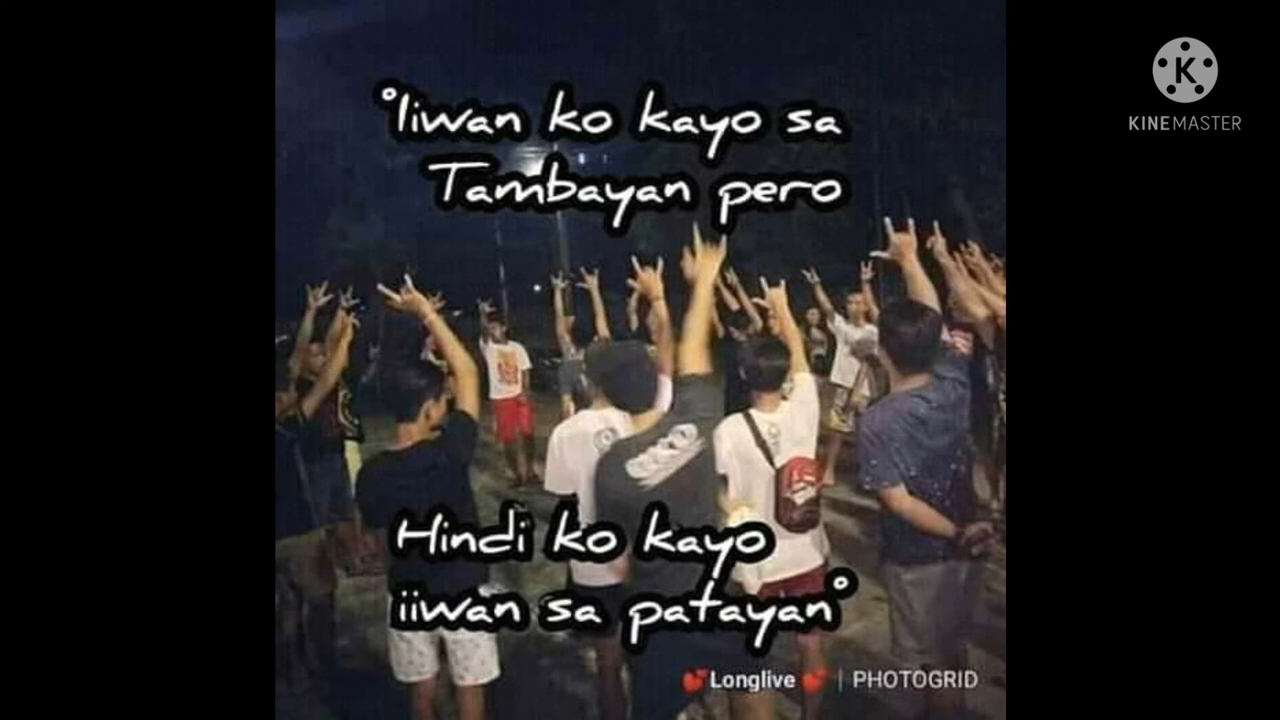 °Iiwan ko kayo sa
Tambayan pero
Hindi ko kayo
iiwan sa patayan°
💕Longlive 💕 | PHOTOGRID
K
KINEMASTER